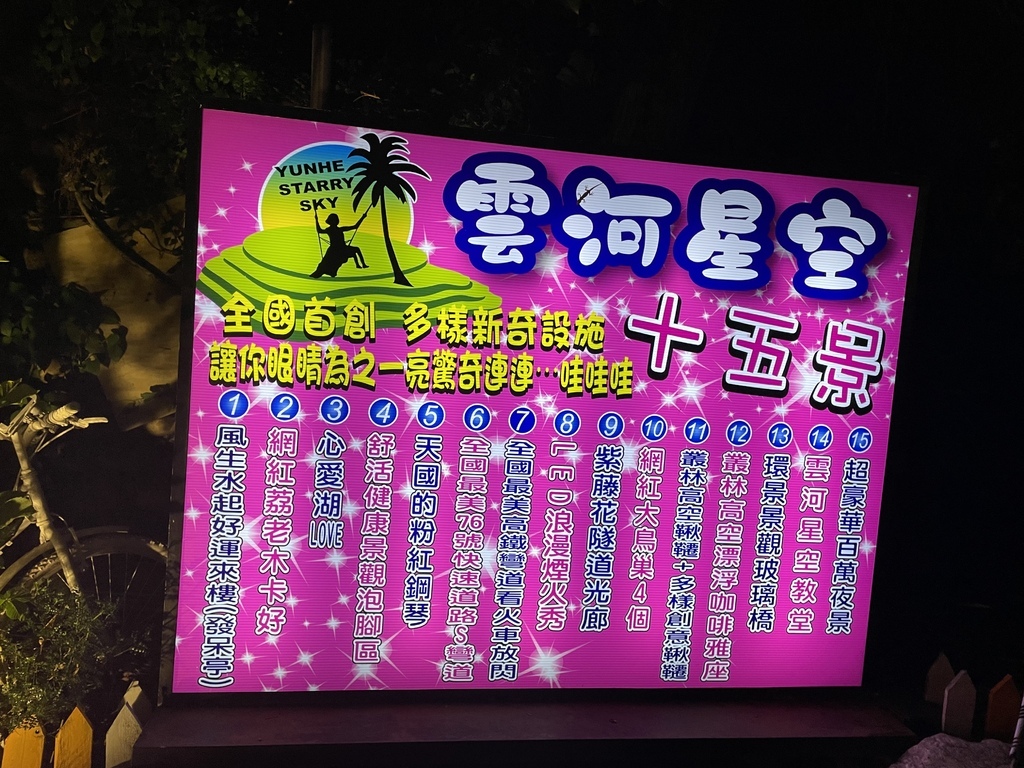 YUNHE
STARRY
SKY
雲河星空
十五景
全國首創 多樣新奇設施
讓你眼睛為之一亮驚奇連連…哇哇哇
1 風生水起好運來樓(發呆亭)
2 網紅荔老木卡好
3 心愛湖LOVE
4 舒活健康景觀泡腳區
5 天國的粉紅鋼琴
6 全國最美76號快速道路S彎道
7 全國最美高鐵彎道看火車放閃
8 LED浪漫煙火秀
9 紫藤花隧道光廊
10 網紅大鳥巢4個
11 叢林高空鞦韆+多樣創意鞦韆
12 叢林高空漂浮咖啡雅座
13 環景景觀玻璃橋
14 雲河星空教堂
15 超豪華百萬夜景